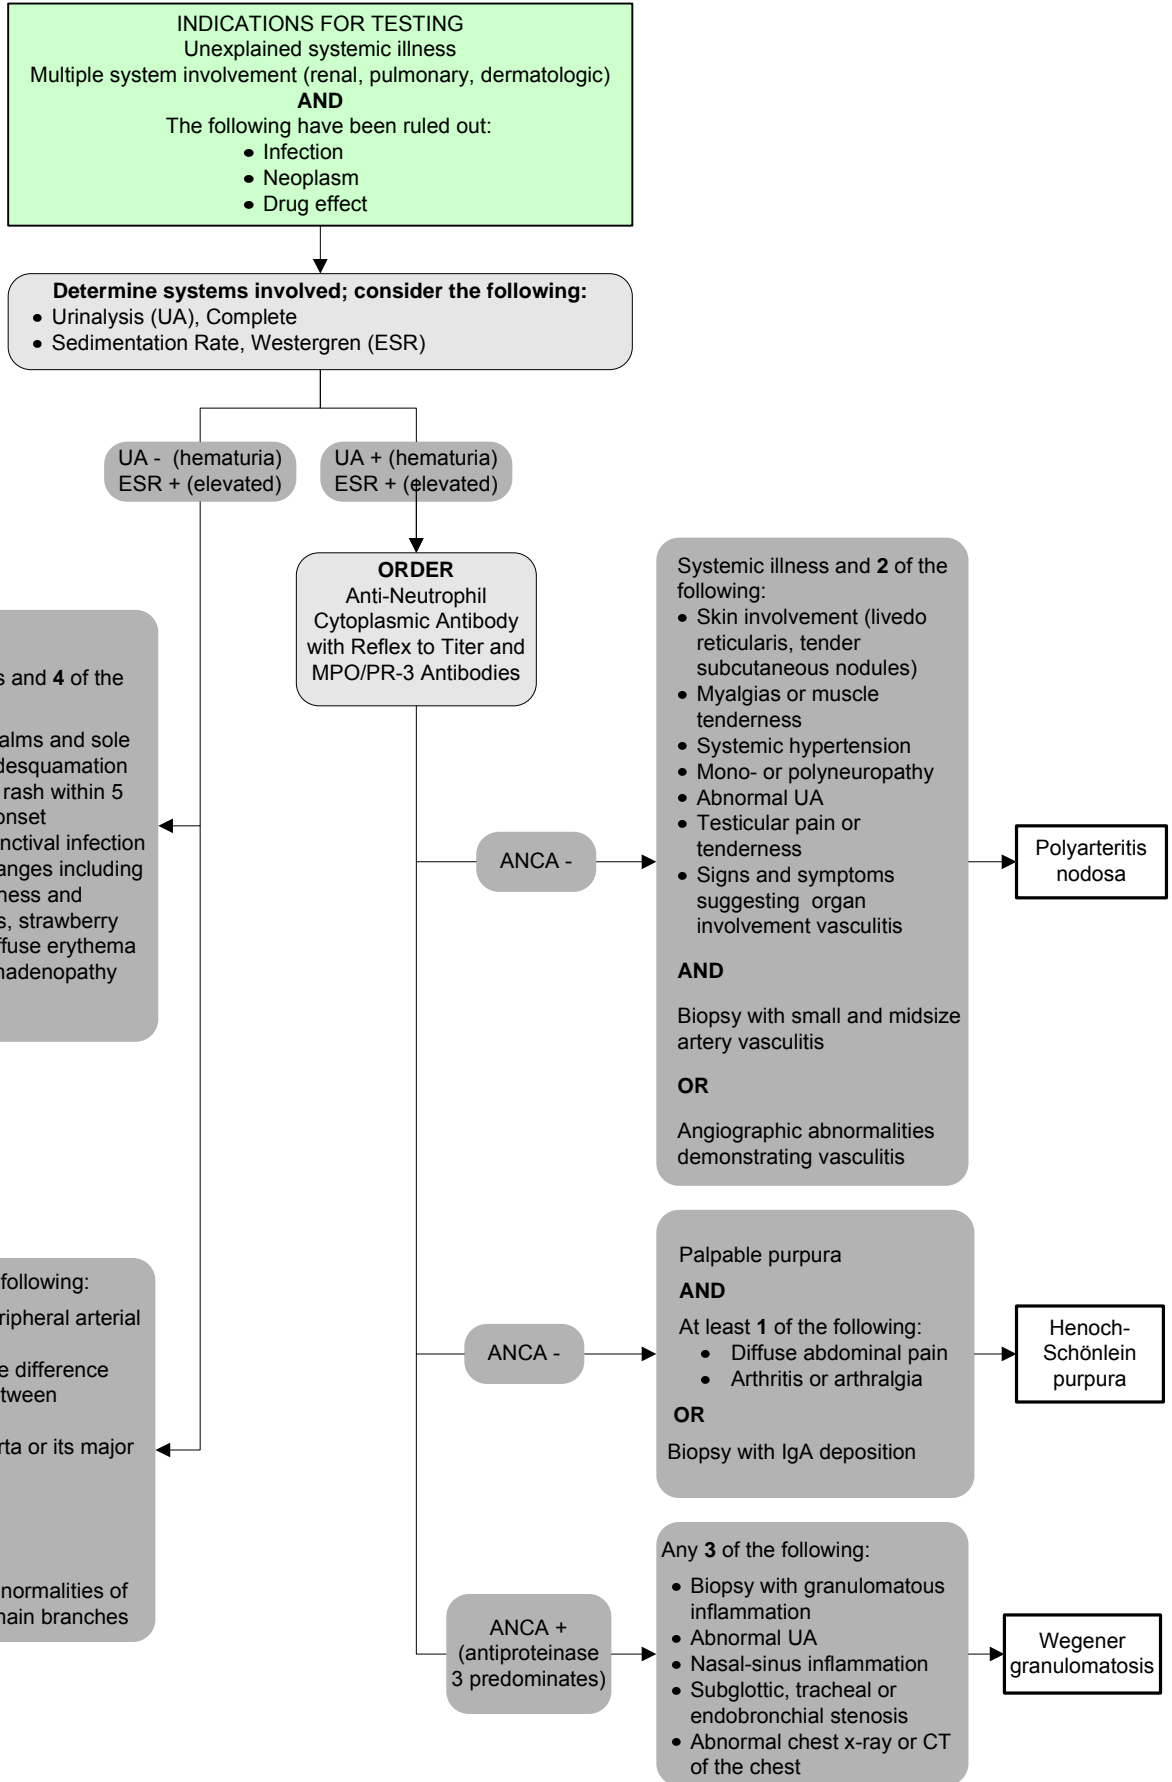 INDICATIONS FOR TESTING
Unexplained systemic illness
Multiple system involvement (renal, pulmonary, dermatologic)
AND
The following have been ruled out:
• Infection
• Neoplasm
• Drug effect
Determine systems involved; consider the following:
• Urinalysis (UA), Complete
• Sedimentation Rate, Westergren (ESR)
UA - (hematuria)
ESR + (elevated)
UA + (hematuria)
ESR + (elevated)
ORDER
Anti-Neutrophil
Cytoplasmic Antibody
with Reflex to Titer and
MPO/PR-3 Antibodies
s and 4 of the
alms and sole
desquamation
rash within 5
onset
nctival infection
anges including
ness and
s, strawberry
ffuse erythema
nadenopathy
following:
ripheral arterial
e difference
tween
rta or its major
normalities of
main branches
ANCA -
Systemic illness and 2 of the
following:
• Skin involvement (livedo
reticularis, tender
subcutaneous nodules)
• Myalgias or muscle
tenderness
• Systemic hypertension
• Mono- or polyneuropathy
• Abnormal UA
• Testicular pain or
tenderness
• Signs and symptoms
suggesting organ
involvement vasculitis
AND
Biopsy with small and midsize
artery vasculitis
OR
Angiographic abnormalities
demonstrating vasculitis
Polyarteritis
nodosa
ANCA -
Palpable purpura
AND
At least 1 of the following:
• Diffuse abdominal pain
• Arthritis or arthralgia
OR
Biopsy with IgA deposition
Henoch-
Schönlein
purpura
ANCA +
(antiproteinase
3 predominates)
Any 3 of the following:
• Biopsy with granulomatous
inflammation
• Abnormal UA
• Nasal-sinus inflammation
• Subglottic, tracheal or
endobronchial stenosis
• Abnormal chest x-ray or CT
of the chest
Wegener
granulomatosis